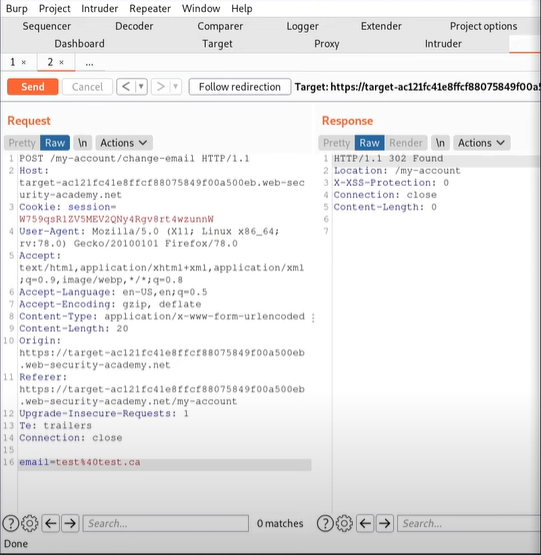 Burp Project Intruder Repeater Window Help
Sequencer Decoder Comparer Logger Extender Project options
Dashboard Target Proxy Intruder
1 × 2 × ...
Send Cancel < > Follow redirection Target: https://target-ac121fc41e8ffcf88075849f00a5
Request
Pretty Raw \n Actions
1 POST /my-account/change-email HTTP/1.1
2 Host:
target-ac121fc41e8ffcf88075849f00a500eb.web-sec
urity-academy.net
3 Cookie: session=
W759qsR1ZV5MEV2QNy4Rgv8rt4wzunnW
4 User-Agent: Mozilla/5.0 (X11; Linux x86_64;
rv:78.0) Gecko/20100101 Firefox/78.0
5 Accept:
text/html,application/xhtml+xml,application/xml
;q=0.9,image/webp,*/*;q=0.8
6 Accept-Language: en-US,en;q=0.5
7 Accept-Encoding: gzip, deflate
8 Content-Type: application/x-www-form-urlencoded
9 Content-Length: 20
10 Origin:
https://target-ac121fc41e8ffcf88075849f00a500eb
.web-security-academy.net
11 Referer:
https://target-ac121fc41e8ffcf88075849f00a500eb
.web-security-academy.net/my-account
12 Upgrade-Insecure-Requests: 1
13 Te: trailers
14 Connection: close
15
16 email=test%40test.ca
? Search... 0 matches
Response
Pretty Raw Render \n Actions
1 HTTP/1.1 302 Found
2 Location: /my-account
3 X-XSS-Protection: 0
4 Connection: close
5 Content-Length: 0
6
7
? Search...
Done